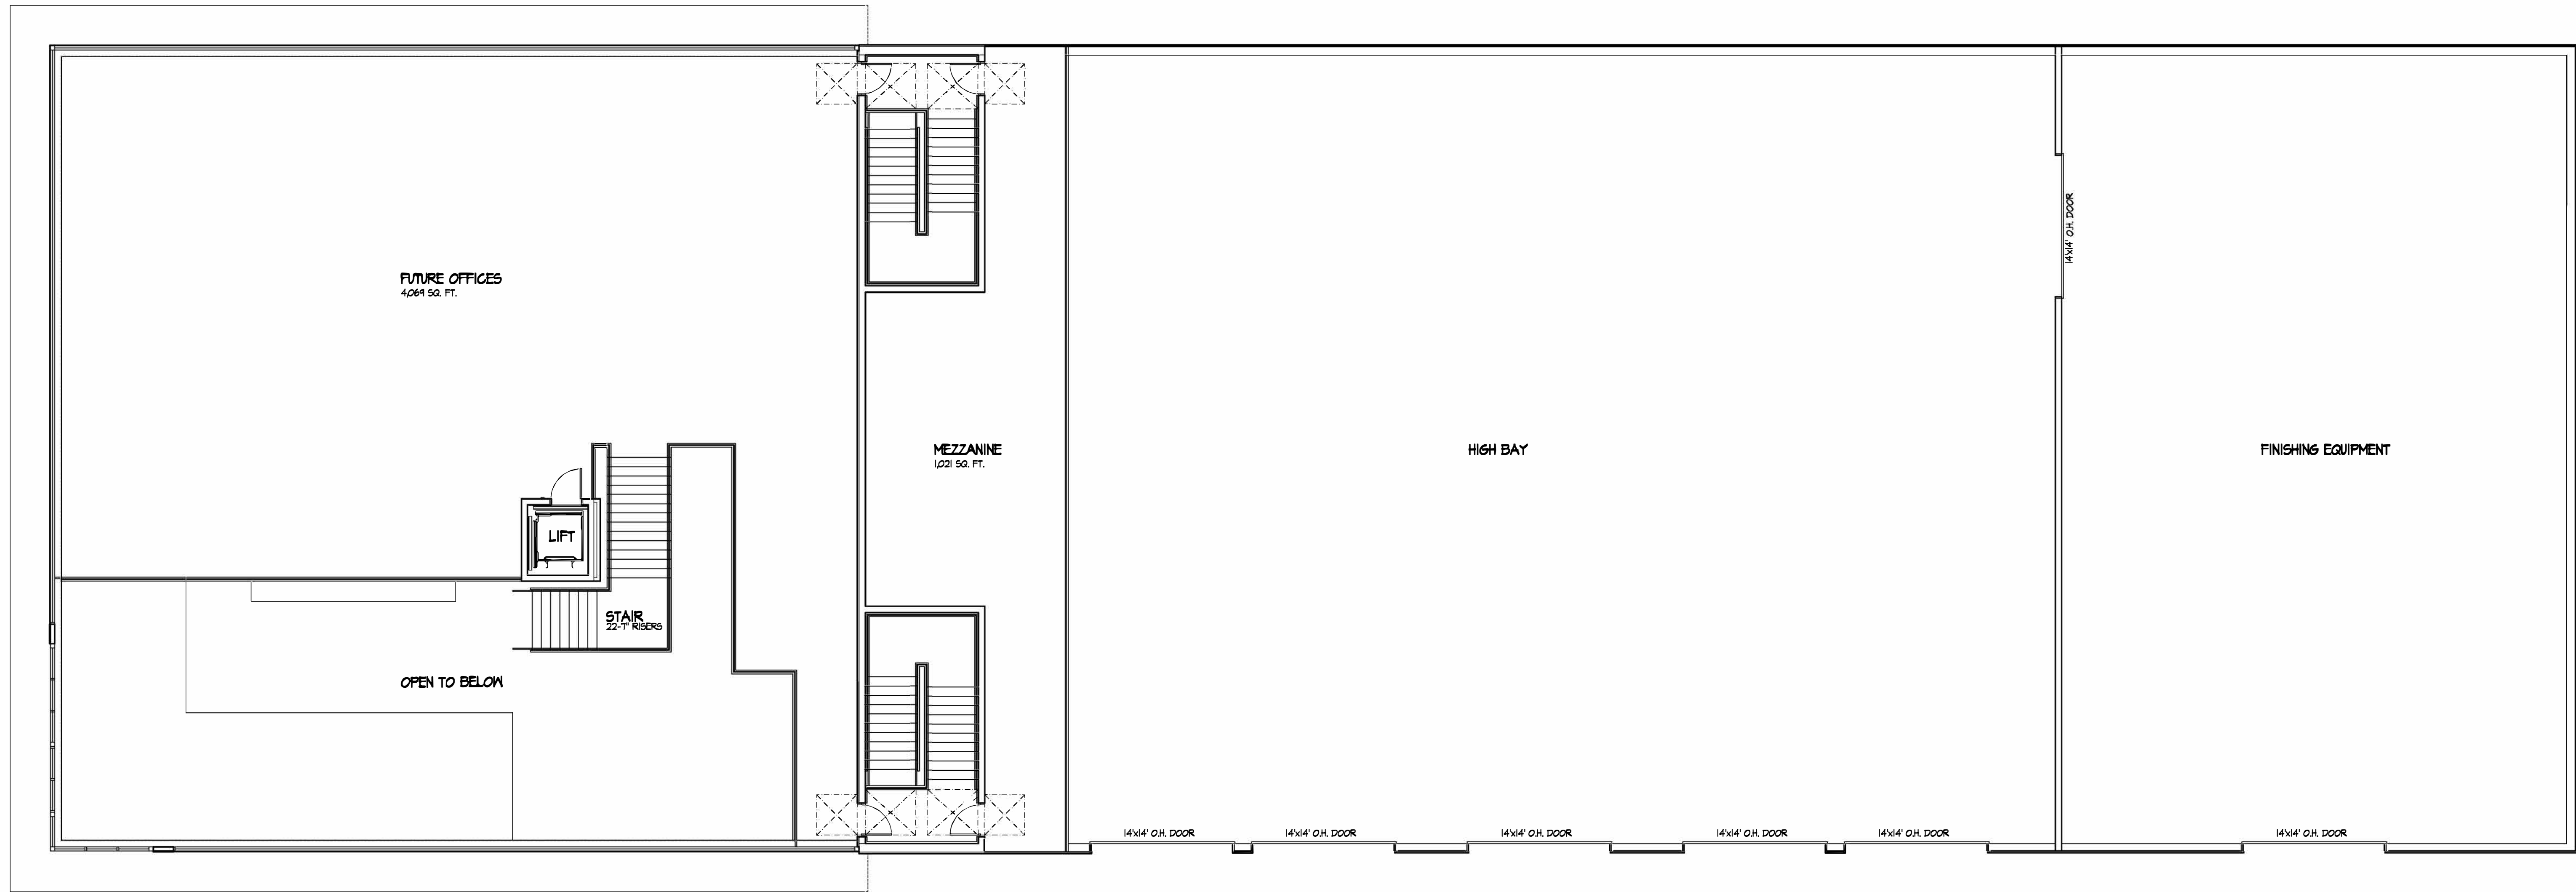 14'x14' O.H. DOOR
FUTURE OFFICES
4,069 SQ. FT.
MEZZANINE
1,021 SQ. FT.
HIGH BAY
FINISHING EQUIPMENT
LIFT
STAIR
22-7" RISERS
OPEN TO BELOW
14'x14' O.H. DOOR
14'x14' O.H. DOOR
14'x14' O.H. DOOR
14'x14' O.H. DOOR
14'x14' O.H. DOOR
14'x14' O.H. DOOR